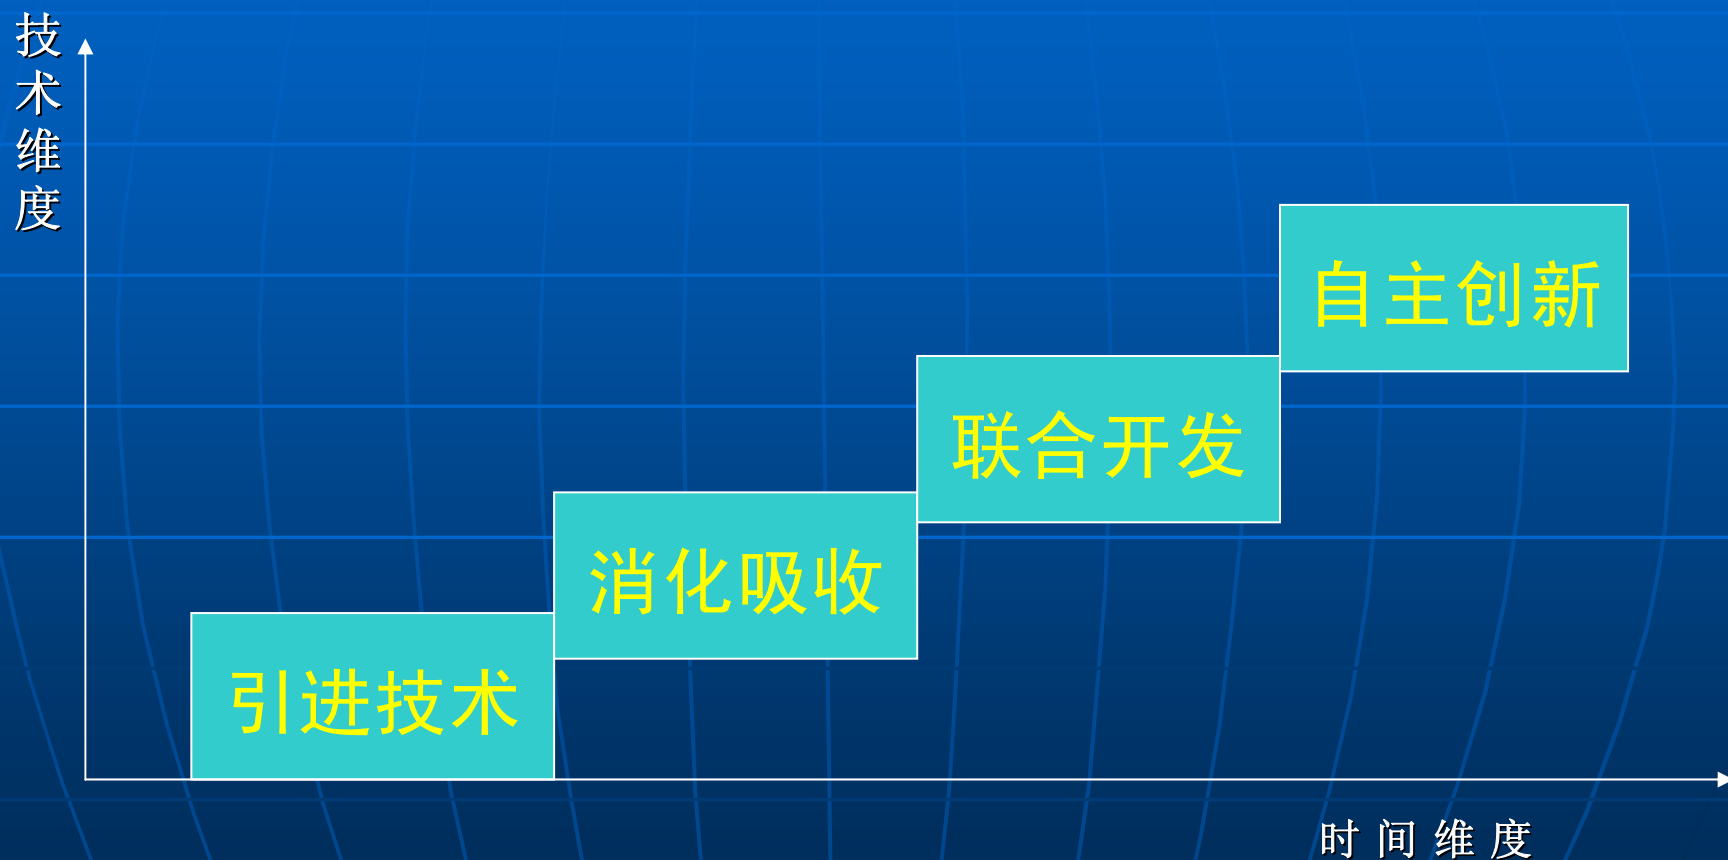 技术维度
自主创新
联合开发
消化吸收
引进技术
时间维度